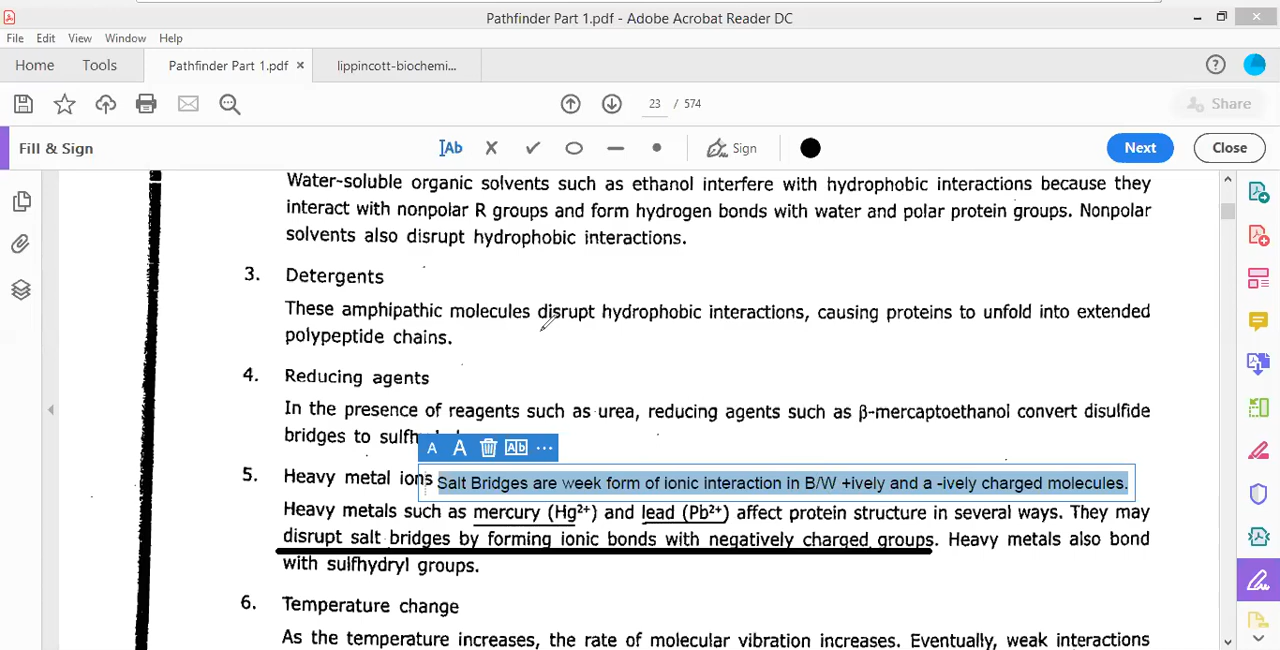 Pathfinder Part 1.pdf - Adobe Acrobat Reader DC
File Edit View Window Help
Home Tools Pathfinder Part 1.pdf × lippincott-biochemi...
23 / 574
Share
Fill & Sign
Ab Sign Next Close
Water-soluble organic solvents such as ethanol interfere with hydrophobic interactions because they
interact with nonpolar R groups and form hydrogen bonds with water and polar protein groups. Nonpolar
solvents also disrupt hydrophobic interactions.
3. Detergents
These amphipathic molecules disrupt hydrophobic interactions, causing proteins to unfold into extended
polypeptide chains.
4. Reducing agents
In the presence of reagents such as urea, reducing agents such as β-mercaptoethanol convert disulfide
bridges to
A A Ab ...
5. Heavy metal ions
Salt Bridges are week form of ionic interaction in B/W +ively and a -ively charged molecules.
Heavy metals such as mercury (Hg²⁺) and lead (Pb²⁺) affect protein structure in several ways. They may
disrupt salt bridges by forming ionic bonds with negatively charged groups. Heavy metals also bond
with sulfhydryl groups.
6. Temperature change
As the temperature increases, the rate of molecular vibration increases. Eventually, weak interactions